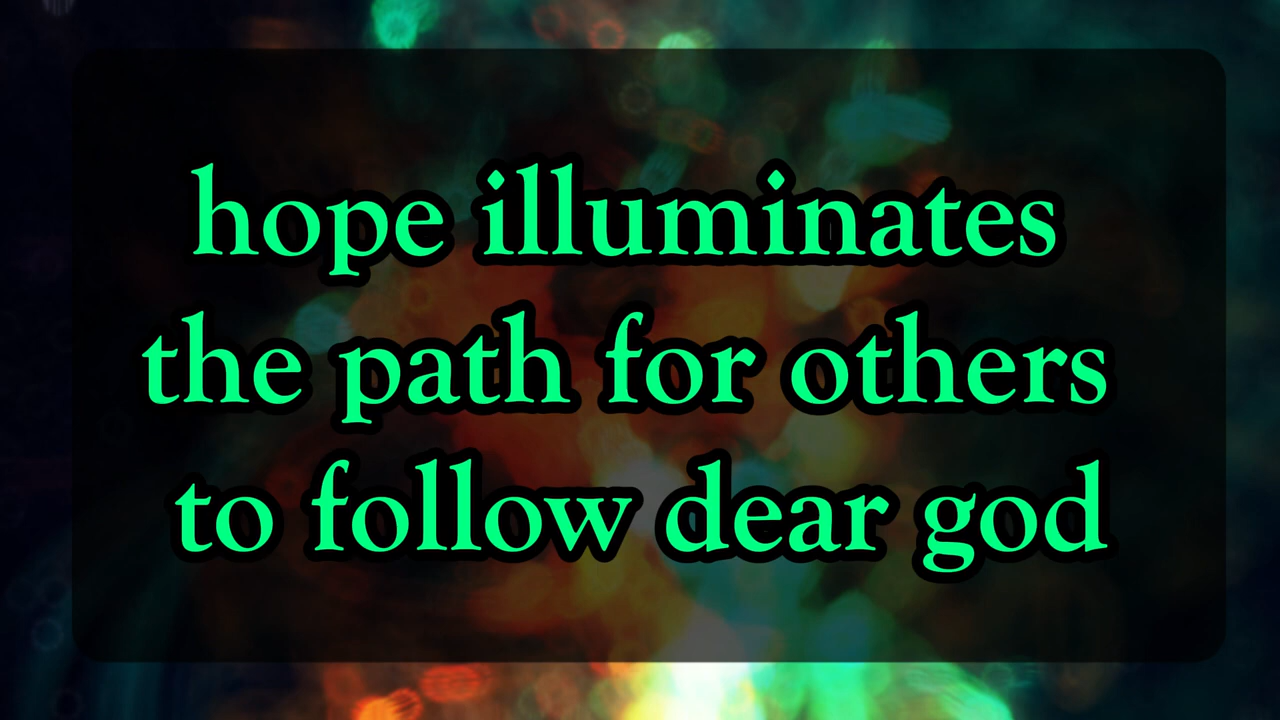 hope illuminates
the path for others
to follow dear god